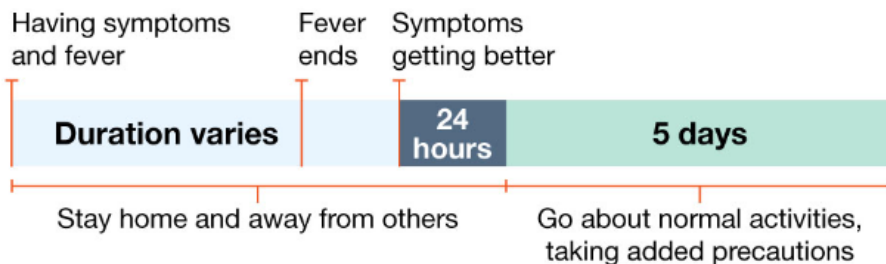 Having symptoms
and fever
Fever
ends
Symptoms
getting better
Duration varies
24
hours
5 days
Stay home and away from others
Go about normal activities,
taking added precautions